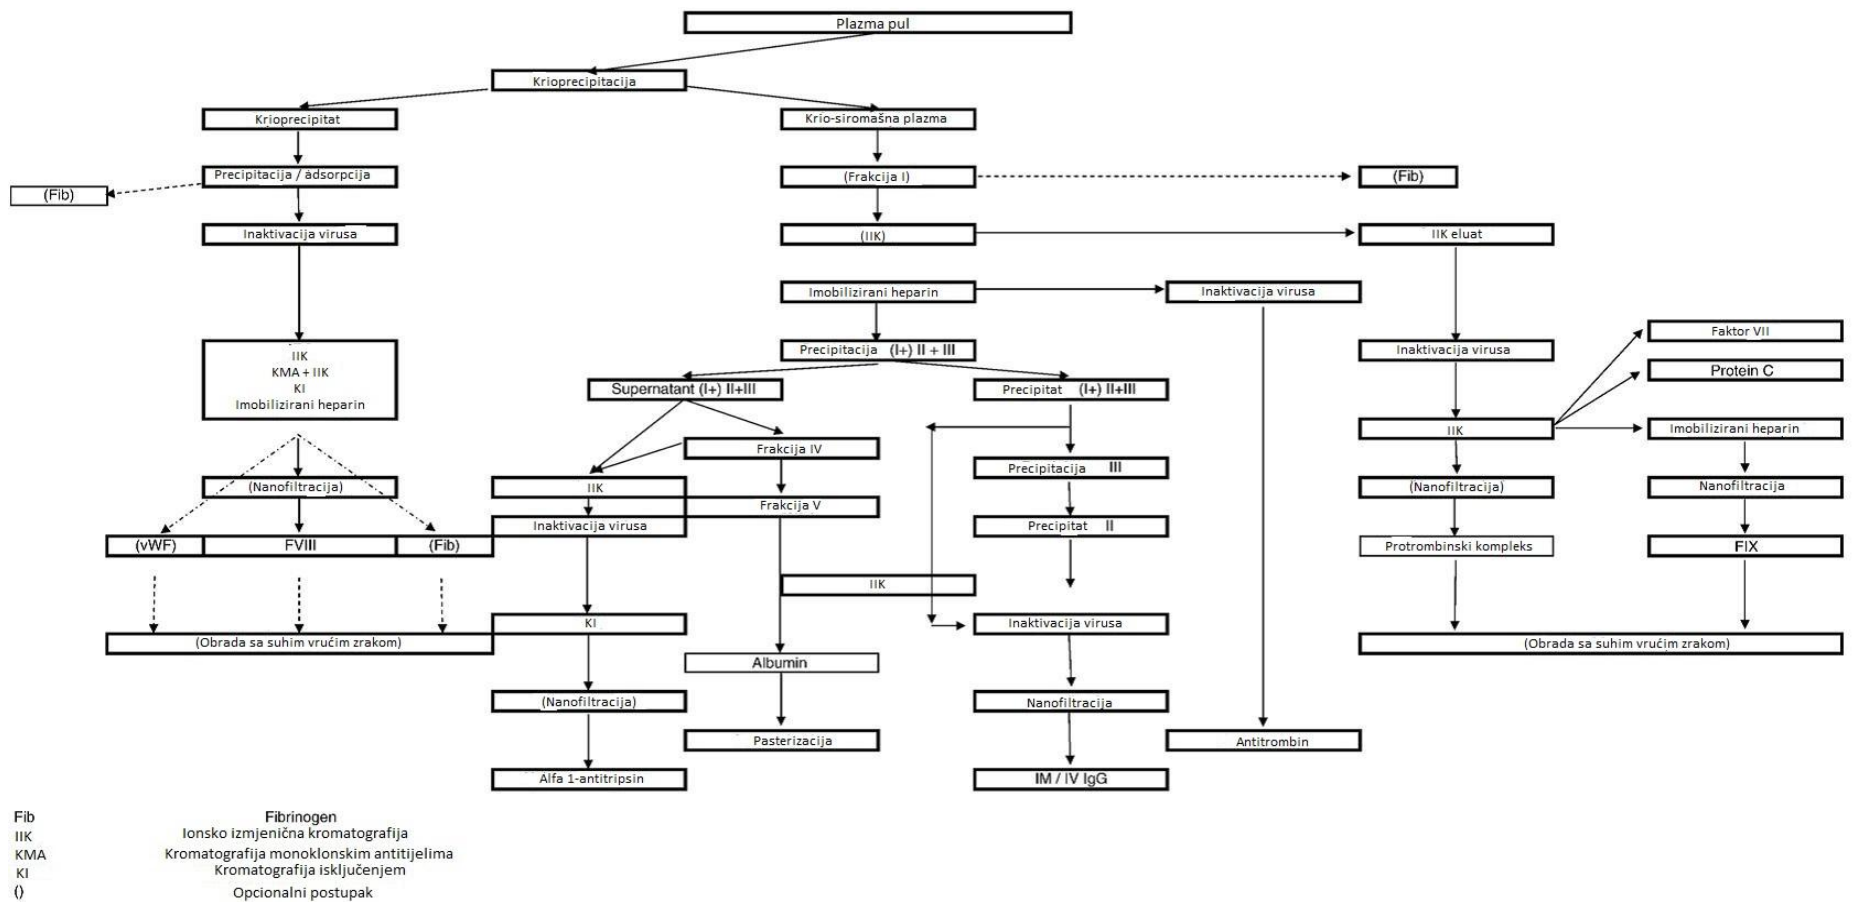 Plazma pul
Krioprecipitacija
Krioprecipitat
Krio-siromašna plazma
Precipitacija / adsorpcija
(Frakcija I)
(Fib)
(Fib)
Inaktivacija virusa
(IIK)
IIK eluat
Imobilizirani heparin
Inaktivacija virusa
Faktor VII
IIK
KMA + IIK
KI
Imobilizirani heparin
Precipitacija (I+) II + III
Inaktivacija virusa
Protein C
Supernatant (I+) II+III
Precipitat (I+) II+III
IIK
Imobilizirani heparin
Frakcija IV
Precipitacija III
(Nanofiltracija)
IIK
(Nanofiltracija)
Nanofiltracija
Frakcija V
Inaktivacija virusa
Precipitat II
(vWF)
FVIII
(Fib)
Protrombinski kompleks
FIX
IIK
KI
Inaktivacija virusa
(Obrada sa suhim vrućim zrakom)
(Obrada sa suhim vrućim zrakom)
Albumin
(Nanofiltracija)
Nanofiltracija
Pasterizacija
Antitrombin
Alfa 1-antitripsin
IM / IV IgG
Fib Fibrinogen
IIK Ionsko izmjenična kromatografija
KMA Kromatografija monoklonskim antitijelima
KI Kromatografija isključenjem
() Opcionalni postupak